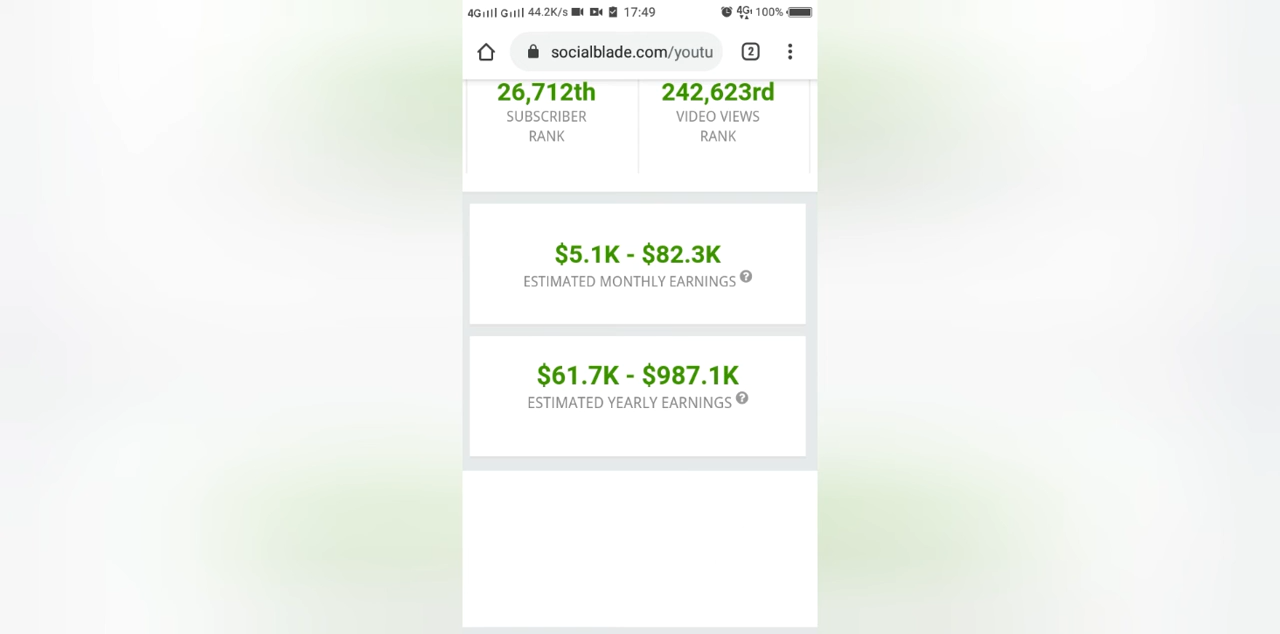 4G G 44.2K/s 17:49 4G 100%
socialblade.com/youtu 2
26,712th 242,623rd
SUBSCRIBER VIDEO VIEWS
RANK RANK
$5.1K - $82.3K
ESTIMATED MONTHLY EARNINGS ?
$61.7K - $987.1K
ESTIMATED YEARLY EARNINGS ?